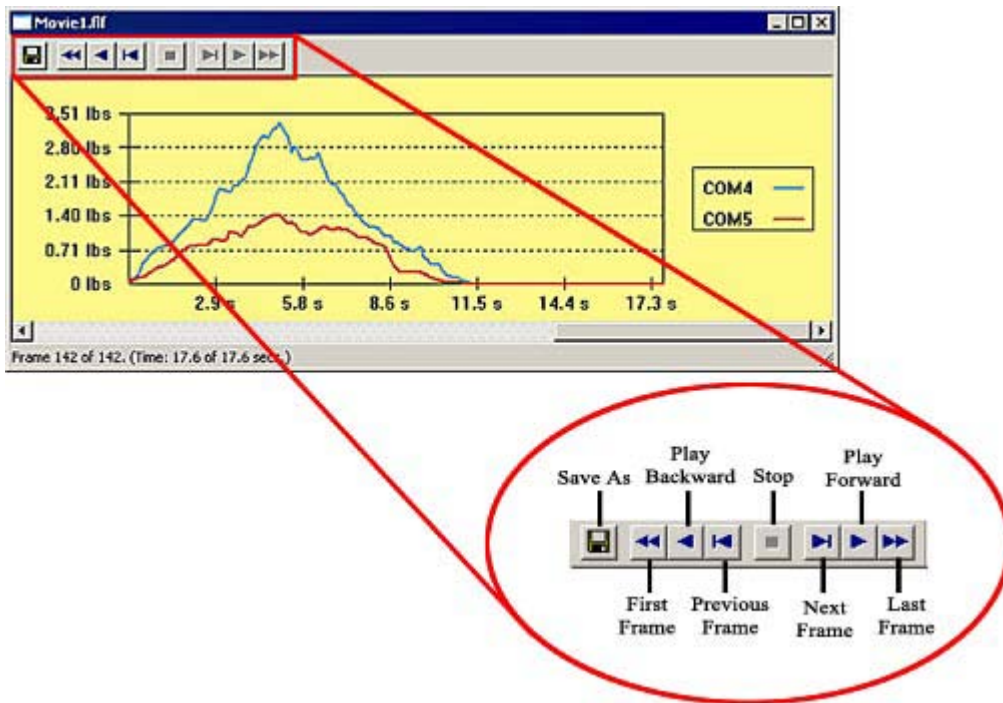 Movie1.flf
3.51 lbs
2.80 lbs
2.11 lbs
1.40 lbs
0.71 lbs
0 lbs
2.9 s
5.8 s
8.6 s
11.5 s
14.4 s
17.3 s
COM4
COM5
Frame 142 of 142. (Time: 17.6 of 17.6 secs.)
Save As
Play Backward
Stop
Play Forward
First Frame
Previous Frame
Next Frame
Last Frame